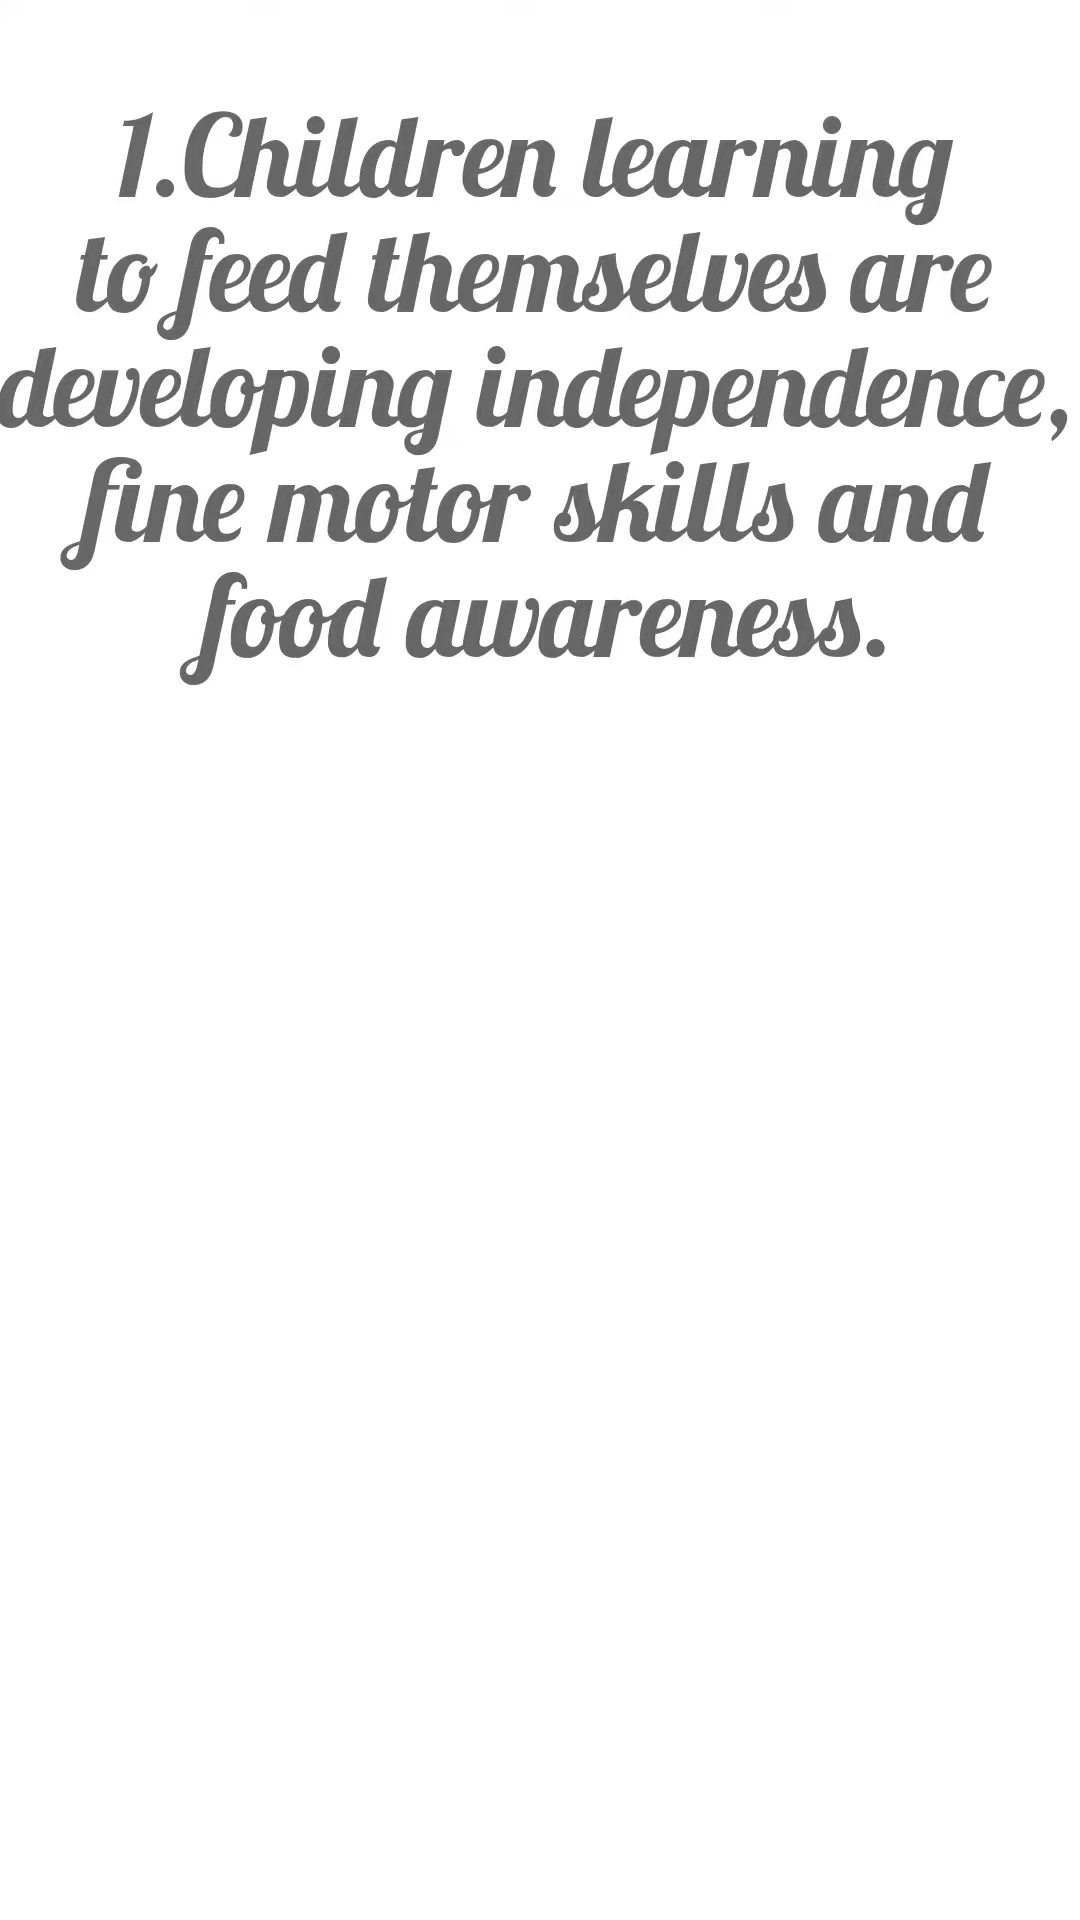 1.Children learning
to feed themselves are
developing independence,
fine motor skills and
food awareness.